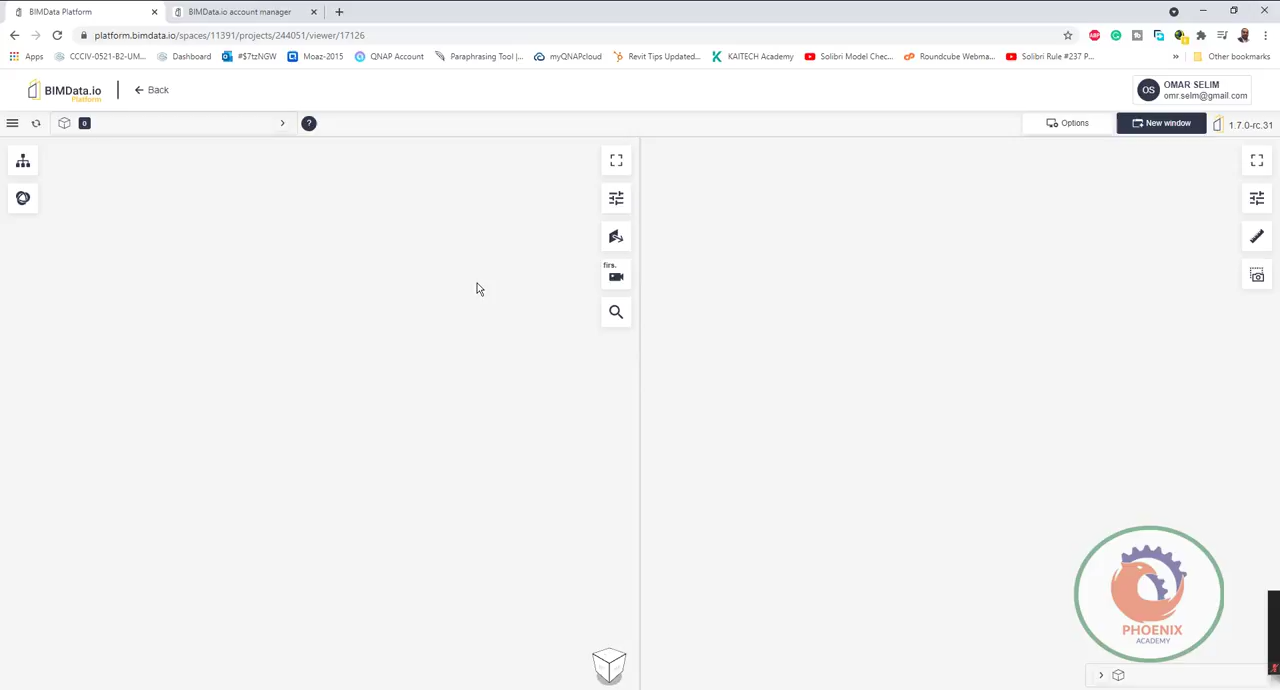 BIMData Platform
BIMData.io account manager
platform.bimdata.io/spaces/11391/projects/244051/viewer/17126
Apps
CCCIV-0521-B2-UM...
Dashboard
#$7tzNGW
Moaz-2015
QNAP Account
Paraphrasing Tool |...
myQNAPcloud
Revit Tips Updated...
KAITECH Academy
Solibri Model Chec...
Roundcube Webma...
Solibri Rule #237 P...
Other bookmarks
BIMData.io
Platform
Back
OS
OMAR SELIM
omr.selim@gmail.com
0
?
Options
New window
1.7.0-rc.31
firs.
PHOENIX
ACADEMY